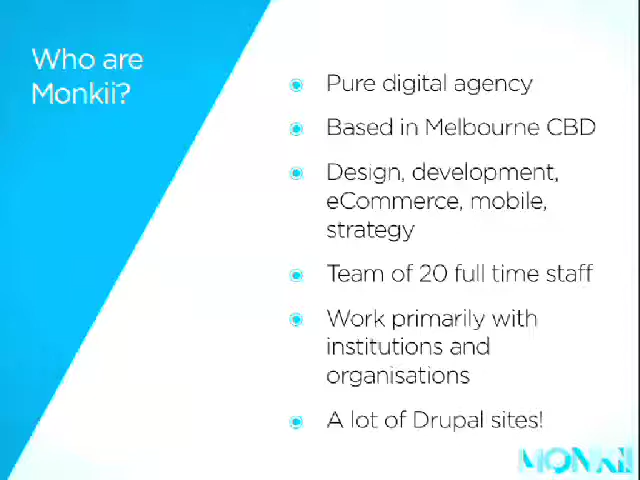 Who are
Monkii?
Pure digital agency
Based in Melbourne CBD
Design, development,
eCommerce, mobile,
strategy
Team of 20 full time staff
Work primarily with
institutions and
organisations
A lot of Drupal sites!
MONKII